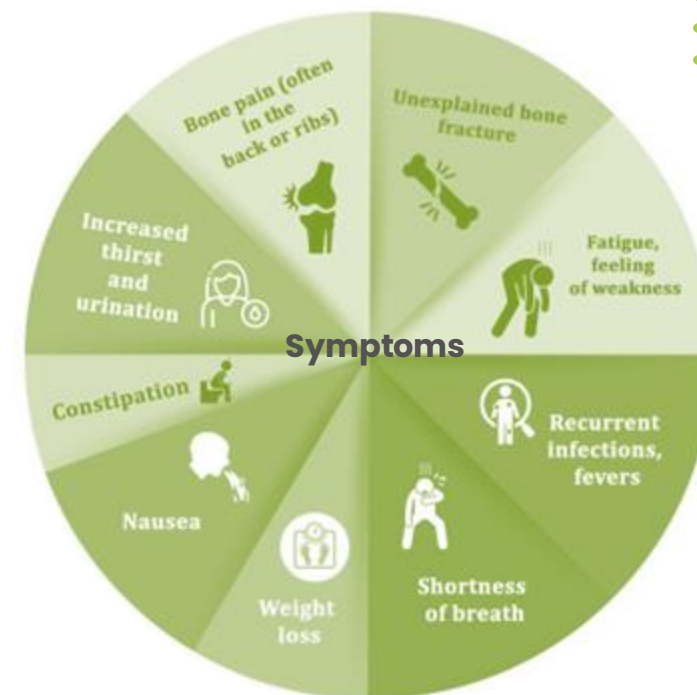 Bone pain (often
in the
back or ribs)
Unexplained bone
fracture
Increased
thirst
and
urination
Fatigue,
feeling
of weakness
Symptoms
Constipation
Recurrent
infections,
fevers
Nausea
Shortness
of breath
Weight
loss